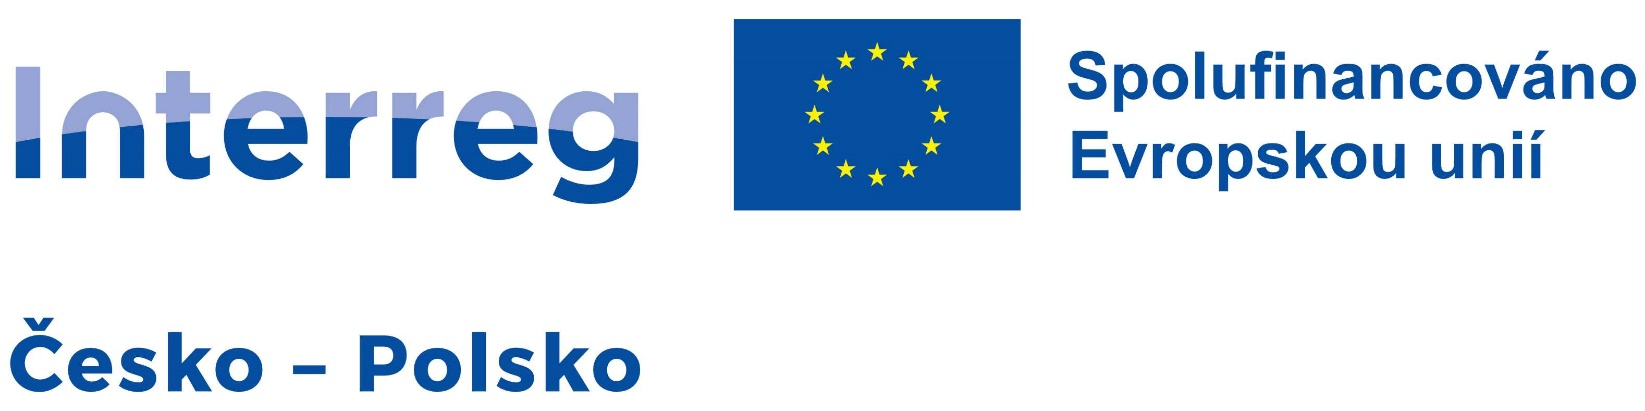 Interreg
Spolufinancováno
Evropskou unií
Česko – Polsko